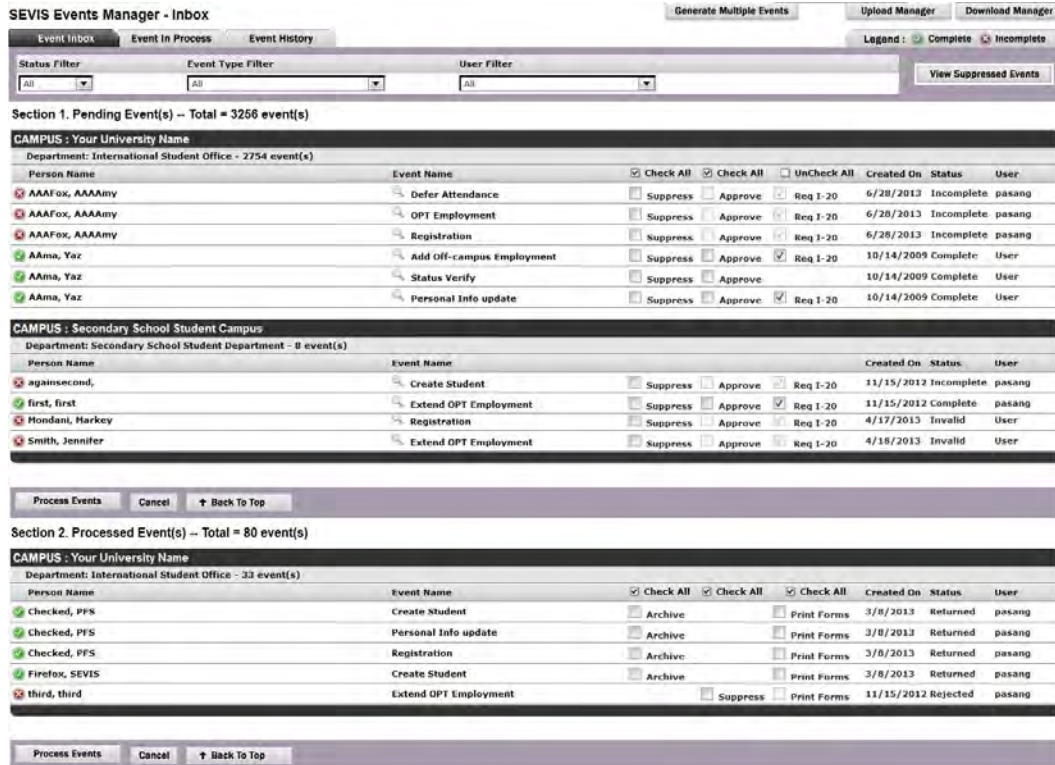 SEVIS Events Manager - Inbox Generate Multiple Events Upload Manager Download Manager
Event Inbox Event In Process Event History Legend : Complete Incomplete
Status Filter Event Type Filter User Filter
All All All View Suppressed Events
Section 1. Pending Event(s) -- Total = 3256 event(s)
CAMPUS : Your University Name
Department: International Student Office - 2754 event(s)
Person Name Event Name Check All Check All UnCheck All Created On Status User
AAAFox, AAAAmy Defer Attendance Suppress Approve Req I-20 6/28/2013 Incomplete pasang
AAAFox, AAAAmy OPT Employment Suppress Approve Req I-20 6/28/2013 Incomplete pasang
AAAFox, AAAAmy Registration Suppress Approve Req I-20 6/28/2013 Incomplete pasang
AAma, Yaz Add Off-campus Employment Suppress Approve Req I-20 10/14/2009 Complete User
AAma, Yaz Status Verify Suppress Approve 10/14/2009 Complete User
AAma, Yaz Personal Info update Suppress Approve Req I-20 10/14/2009 Complete User
CAMPUS : Secondary School Student Campus
Department: Secondary School Student Department - 8 event(s)
Person Name Event Name Created On Status User
againsecond, Create Student Suppress Approve Req I-20 11/15/2012 Incomplete pasang
first, first Extend OPT Employment Suppress Approve Req I-20 11/15/2012 Complete pasang
Mondani, Markey Registration Suppress Approve Req I-20 4/17/2013 Invalid User
Smith, Jennifer Extend OPT Employment Suppress Approve Req I-20 4/18/2013 Invalid User
Process Events Cancel ↑ Back To Top
Section 2. Processed Event(s) -- Total = 80 event(s)
CAMPUS : Your University Name
Department: International Student Office - 33 event(s)
Person Name Event Name Check All Check All Check All Created On Status User
Checked, PFS Create Student Archive Print Forms 3/8/2013 Returned pasang
Checked, PFS Personal Info update Archive Print Forms 3/8/2013 Returned pasang
Checked, PFS Registration Archive Print Forms 3/8/2013 Returned pasang
Firefox, SEVIS Create Student Archive Print Forms 3/8/2013 Returned pasang
third, third Extend OPT Employment Suppress Print Forms 11/15/2012 Rejected pasang
Process Events Cancel ↑ Back To Top